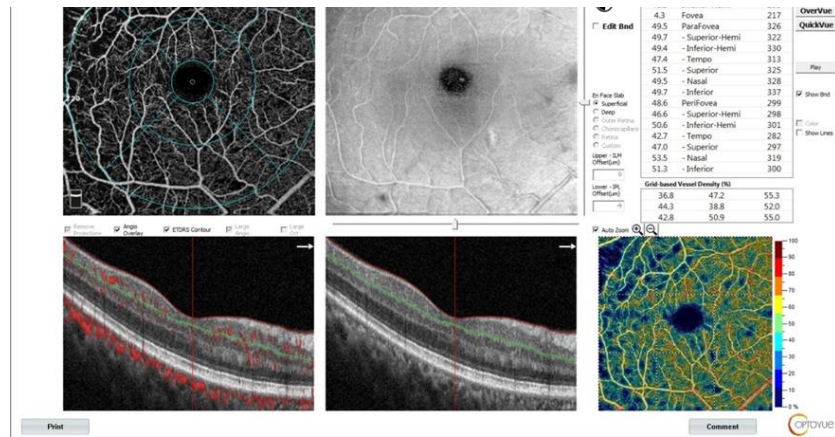 4.3 Fovea 217
49.5 ParaFovea 326
49.7 - Superior-Hemi 322
49.4 - Inferior-Hemi 330
47.4 - Tempo 313
51.5 - Superior 325
49.5 - Nasal 328
49.7 - Inferior 337
48.6 PeriFovea 299
46.6 - Superior-Hemi 298
50.6 - Inferior-Hemi 301
42.7 - Tempo 282
47.0 - Superior 297
53.5 - Nasal 319
51.3 - Inferior 300
Grid-based Vessel Density (%)
36.8 47.2 55.3
44.3 38.8 52.0
42.8 50.9 55.0
Edit Bnd
En Face Slab
Superficial
Deep
Outer Retina
Choriocapillaris
Retina
Custom
Upper - ILM
Offset(um)
0
Lower - IPL
Offset(um)
OverVue
QuickVue
Play
Show Bnd
Color
Show Lines
Remove
Projections
Angio
Overlay
ETDRS Contour
Large
Angio
Large
Oct
Auto Zoom
100
90
80
70
60
50
40
30
20
10
0 %
Print
Comment
OPTOVUE